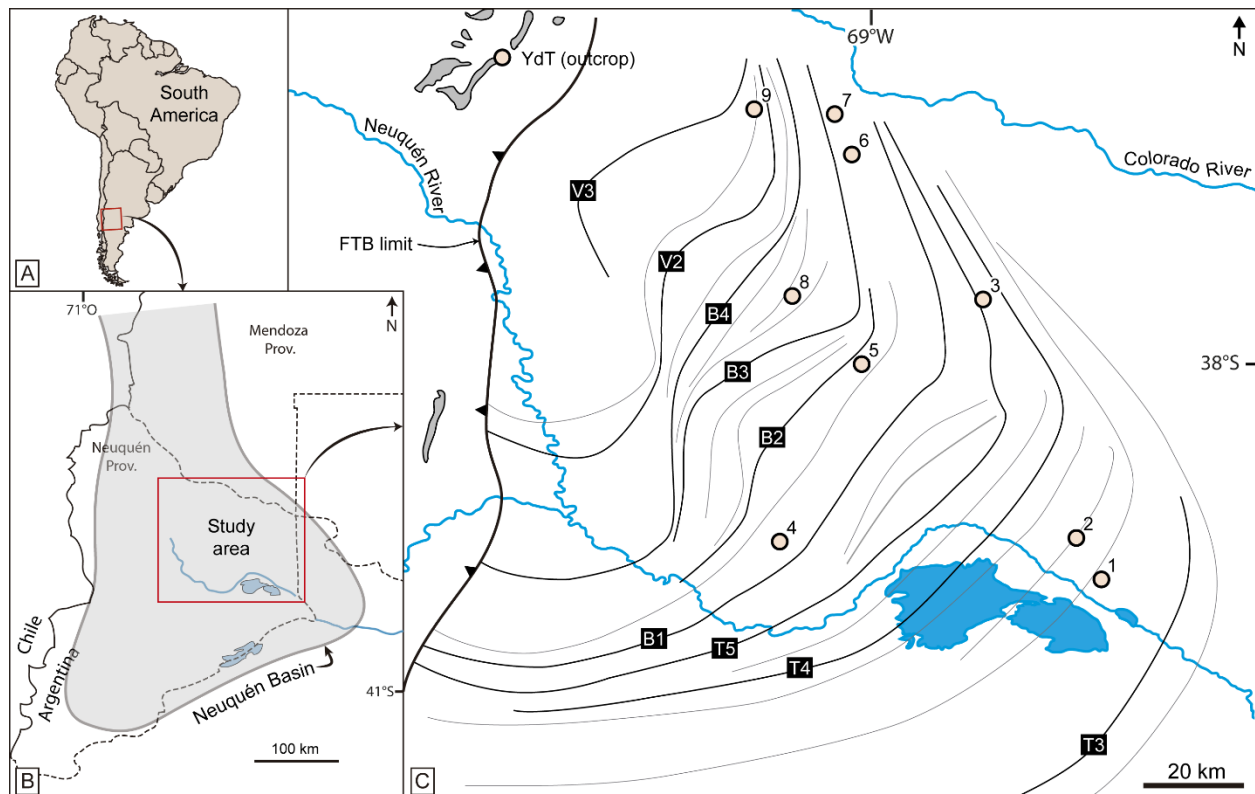 South
America
A
71°O
N
Mendoza
Prov.
Neuquén
Prov.
Study
area
Chile
Argentina
Neuquén Basin
41°S
100 km
B
69°W
N
YdT (outcrop)
Neuquén River
Colorado River
FTB limit
38°S
9
7
6
V3
V2
8
3
B4
B3
5
B2
4
2
1
B1
T5
T4
T3
20 km
C